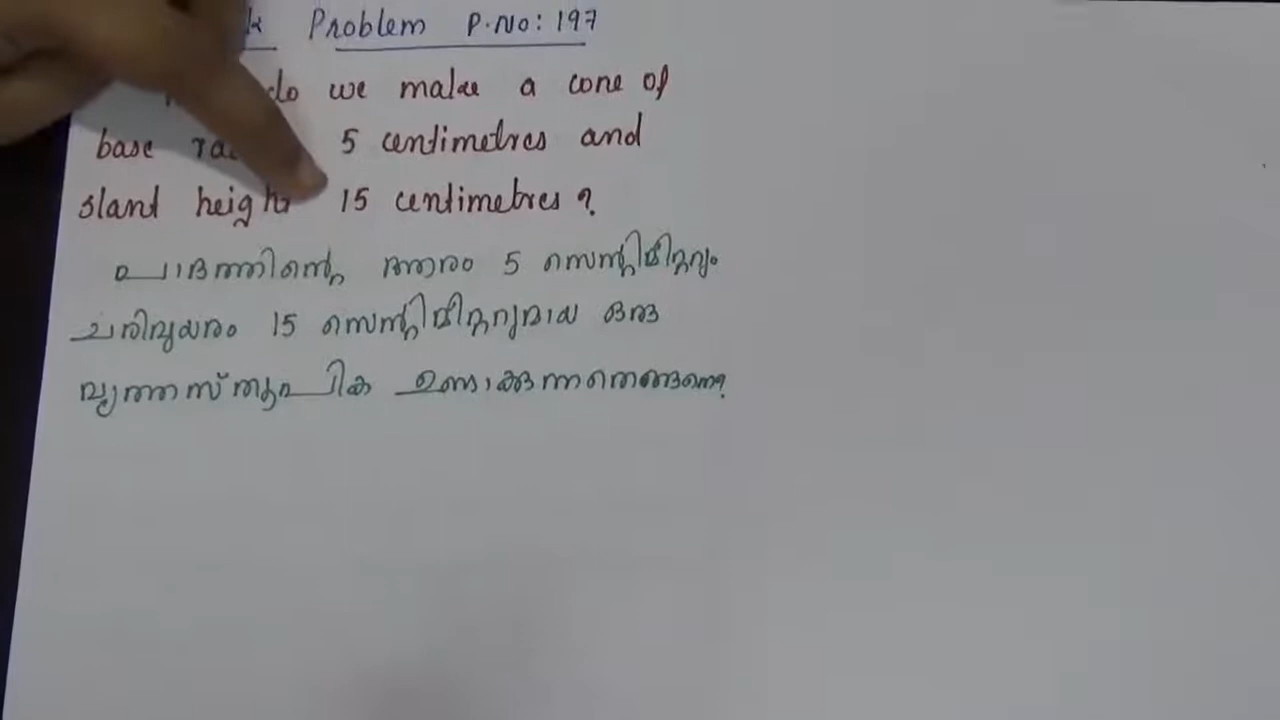 Problem P.No: 197
do we make a cone of
base 5 centimetres and
slant height 15 centimetres ?
പാദത്തിന്റെ ആരം 5 സെന്റിമീറ്ററും
ചരിവുയരം 15 സെന്റിമീറ്ററുമായ ഒരു
വൃത്തസ്തൂപിക ഉണ്ടാക്കുന്നതെങ്ങനെ?